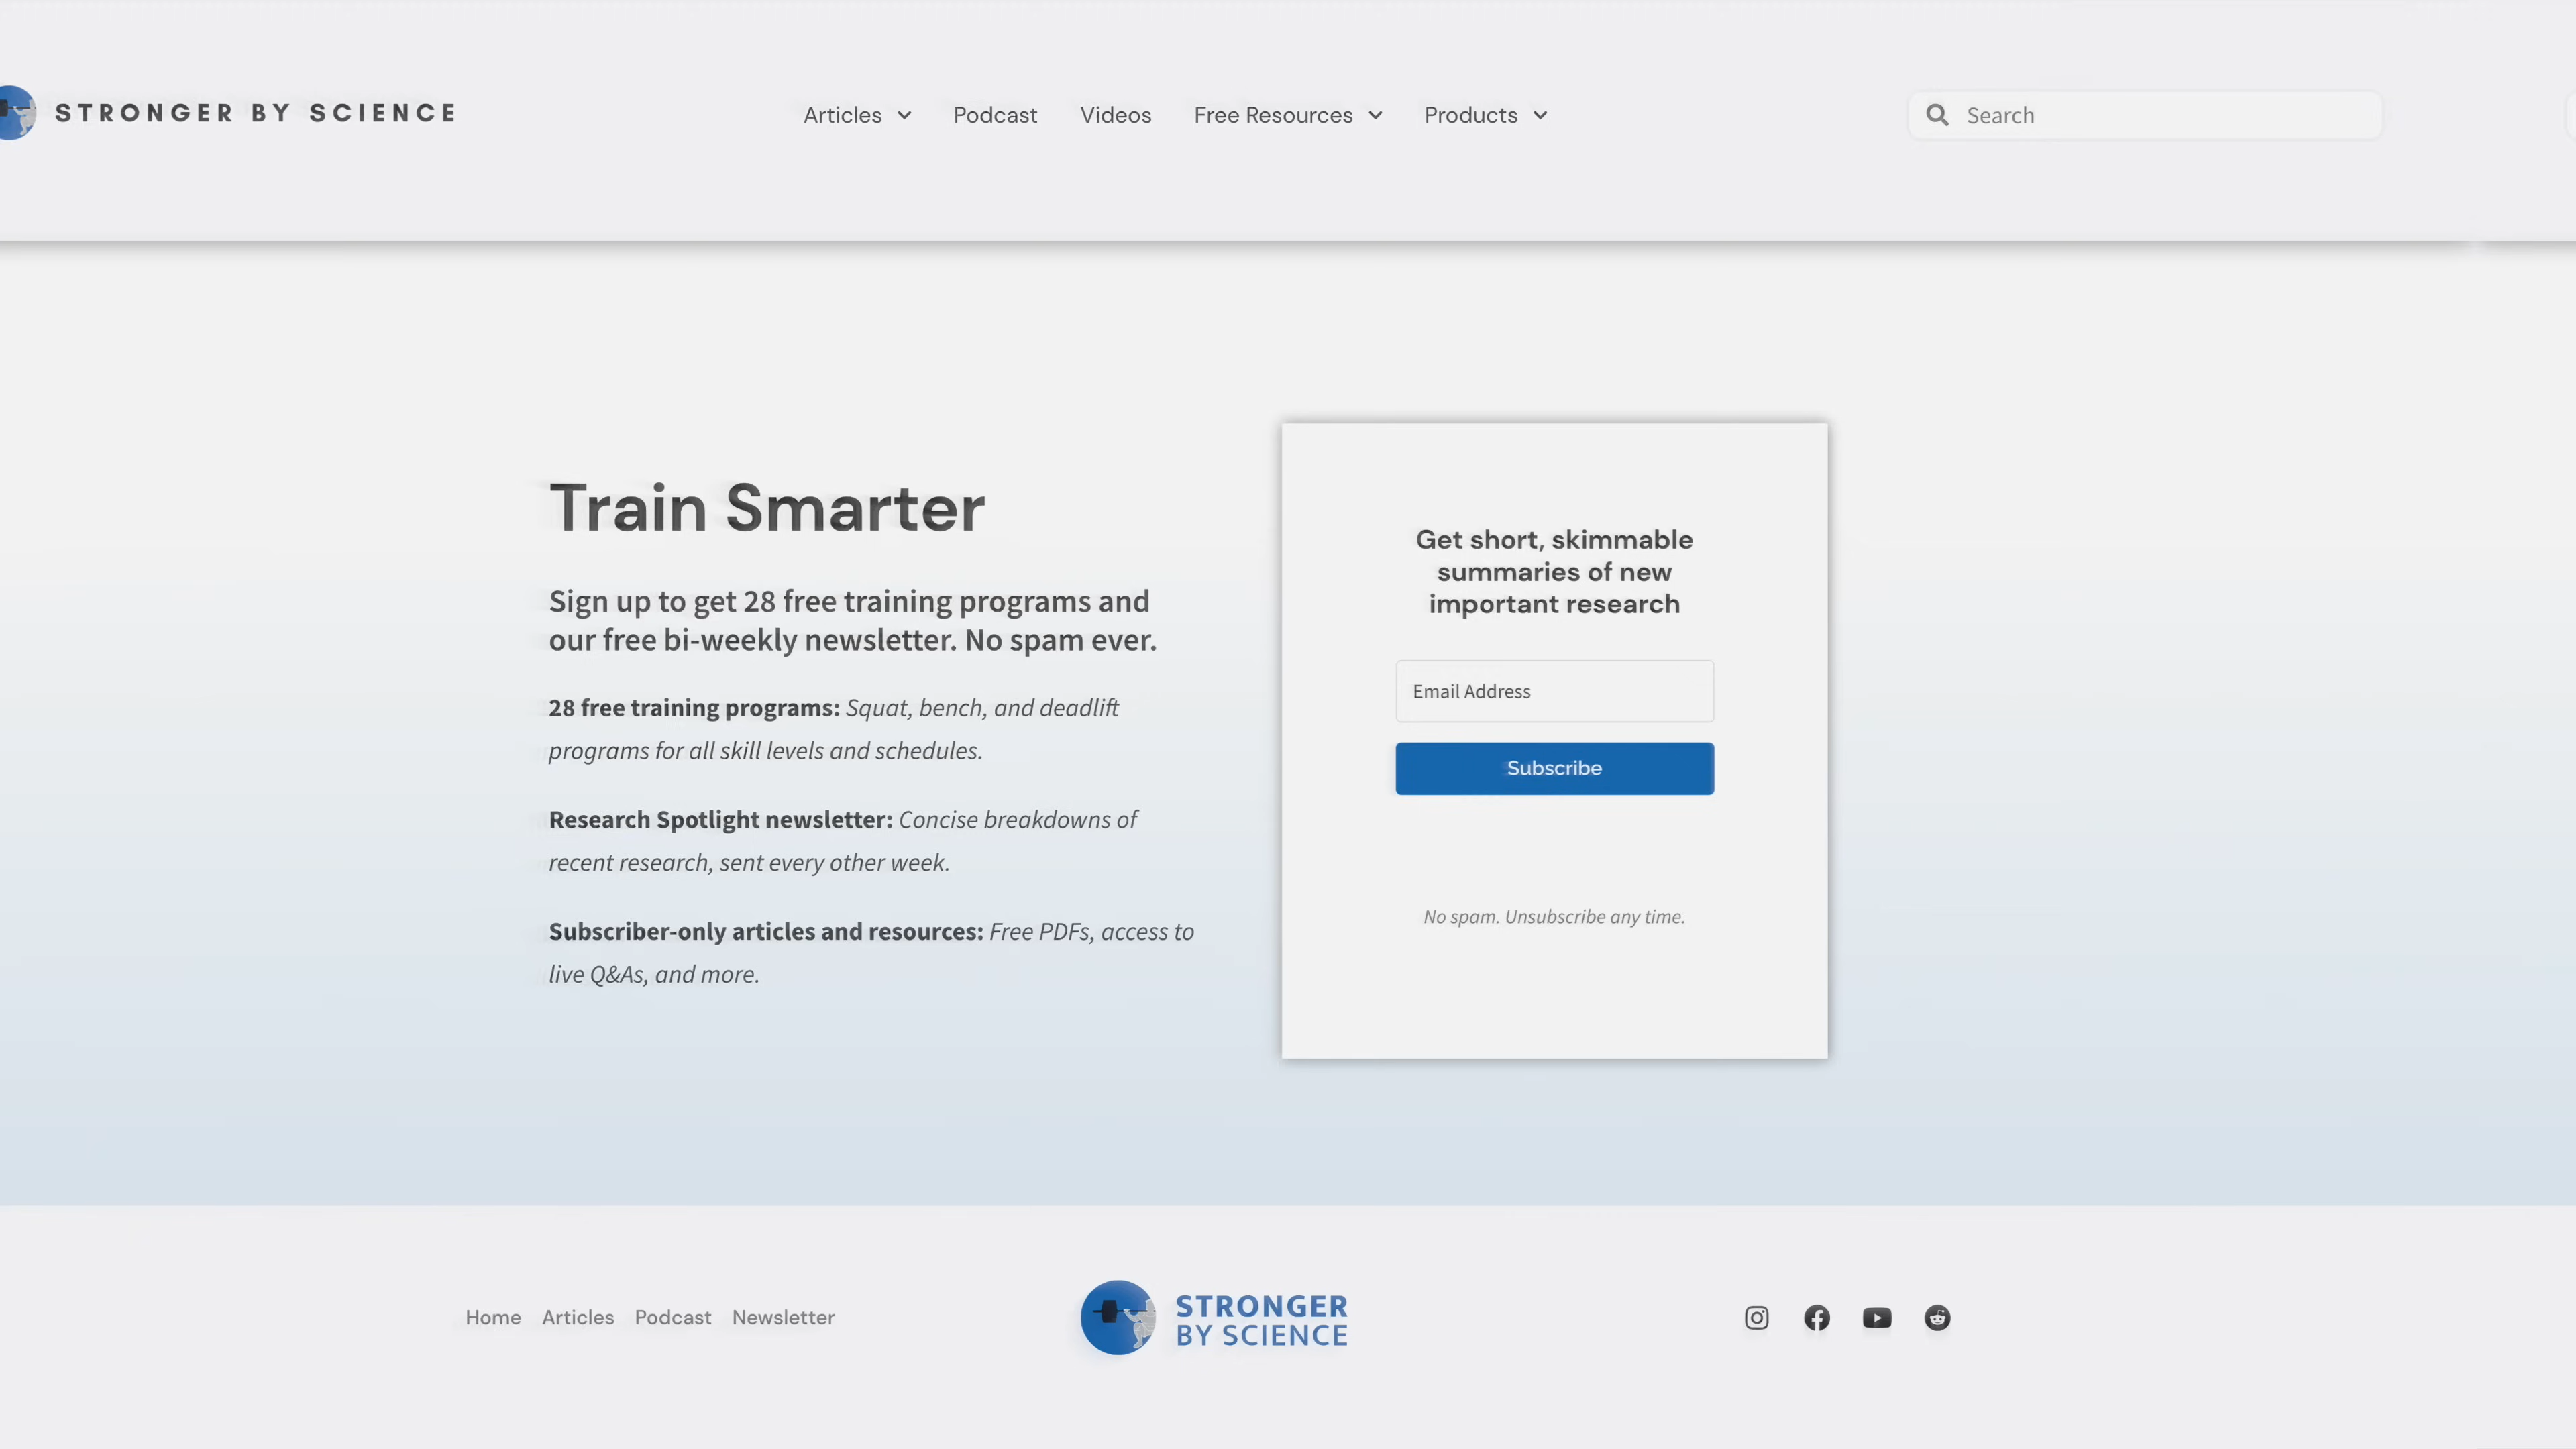 STRONGER BY SCIENCE
Articles
Podcast
Videos
Free Resources
Products
Search
Train Smarter
Sign up to get 28 free training programs and
our free bi-weekly newsletter. No spam ever.
28 free training programs: Squat, bench, and deadlift
programs for all skill levels and schedules.
Research Spotlight newsletter: Concise breakdowns of
recent research, sent every other week.
Subscriber-only articles and resources: Free PDFs, access to
live Q&As, and more.
Get short, skimmable
summaries of new
important research
Email Address
Subscribe
No spam. Unsubscribe any time.
Home
Articles
Podcast
Newsletter
STRONGER
BY SCIENCE